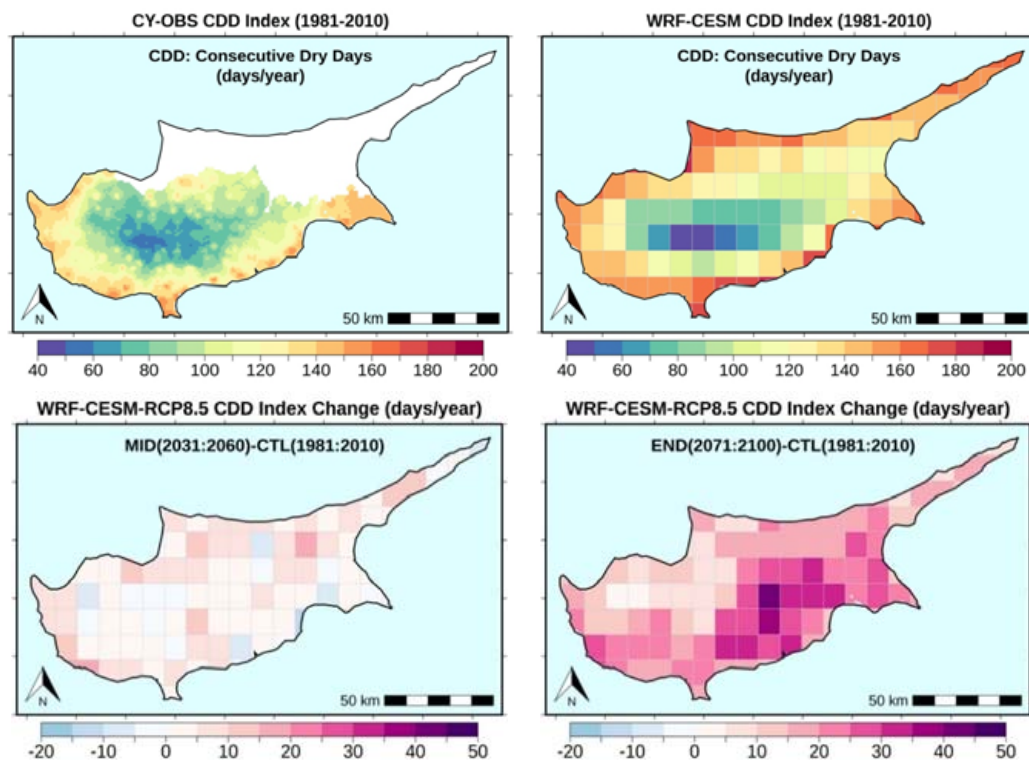 CY-OBS CDD Index (1981-2010)
CDD: Consecutive Dry Days
(days/year)
N
50 km
40 60 80 100 120 140 160 180 200
WRF-CESM CDD Index (1981-2010)
CDD: Consecutive Dry Days
(days/year)
N
50 km
40 60 80 100 120 140 160 180 200
WRF-CESM-RCP8.5 CDD Index Change (days/year)
MID(2031:2060)-CTL(1981:2010)
N
50 km
-20 -10 0 10 20 30 40 50
WRF-CESM-RCP8.5 CDD Index Change (days/year)
END(2071:2100)-CTL(1981:2010)
N
50 km
-20 -10 0 10 20 30 40 50